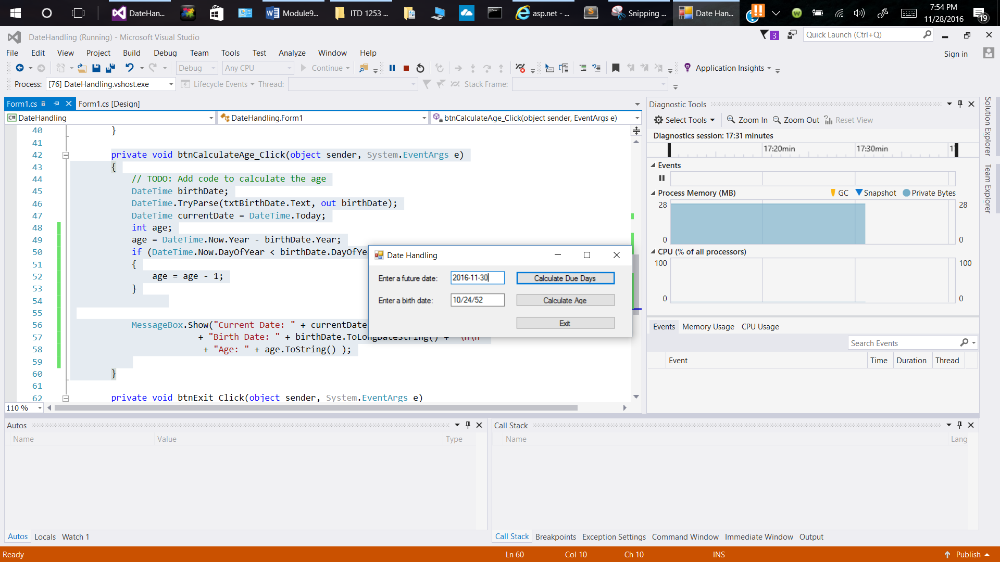 DateHan...
Module9...
ITD 1253 ...
asp.net - ...
Snipping ...
Date Han...
7:54 PM
11/28/2016
19
DateHandling (Running) - Microsoft Visual Studio
3
Quick Launch (Ctrl+Q)
File Edit View Project Build Debug Team Tools Test Analyze Window Help
Sign in
Debug
Any CPU
Continue
Application Insights
Process: [76] DateHandling.vshost.exe
Lifecycle Events
Thread:
Stack Frame:
Form1.cs
Form1.cs [Design]
DateHandling
DateHandling.Form1
btnCalculateAge_Click(object sender, EventArgs e)
40 }
41
42 private void btnCalculateAge_Click(object sender, System.EventArgs e)
43 {
44 // TODO: Add code to calculate the age
45 DateTime birthDate;
46 DateTime.TryParse(txtBirthDate.Text, out birthDate);
47 DateTime currentDate = DateTime.Today;
48 int age;
49 age = DateTime.Now.Year - birthDate.Year;
50 if (DateTime.Now.DayOfYear < birthDate.DayOfYea
51 {
52 age = age - 1;
53 }
54
55
56 MessageBox.Show("Current Date: " + currentDate
57 + "Birth Date: " + birthDate.ToLongDateString() +
58 + "Age: " + age.ToString() );
59
60 }
61
62 private void btnExit_Click(object sender, System.EventArgs e)
110 %
Date Handling
Enter a future date: 2016-11-30 Calculate Due Days
Enter a birth date: 10/24/52 Calculate Age
Exit
Diagnostic Tools
Select Tools Zoom In Zoom Out Reset View
Diagnostics session: 17:31 minutes
17:20min 17:30min
Events
Process Memory (MB)
GC Snapshot Private Bytes
28 28
0 0
CPU (% of all processors)
100 100
0 0
Events Memory Usage CPU Usage
Search Events
Event Time Duration Thread
Solution Explorer
Team Explorer
Autos
Name Value Type
Autos Locals Watch 1
Call Stack
Name Lang
Call Stack Breakpoints Exception Settings Command Window Immediate Window Output
Ready
Ln 60
Col 10
Ch 10
INS
Publish